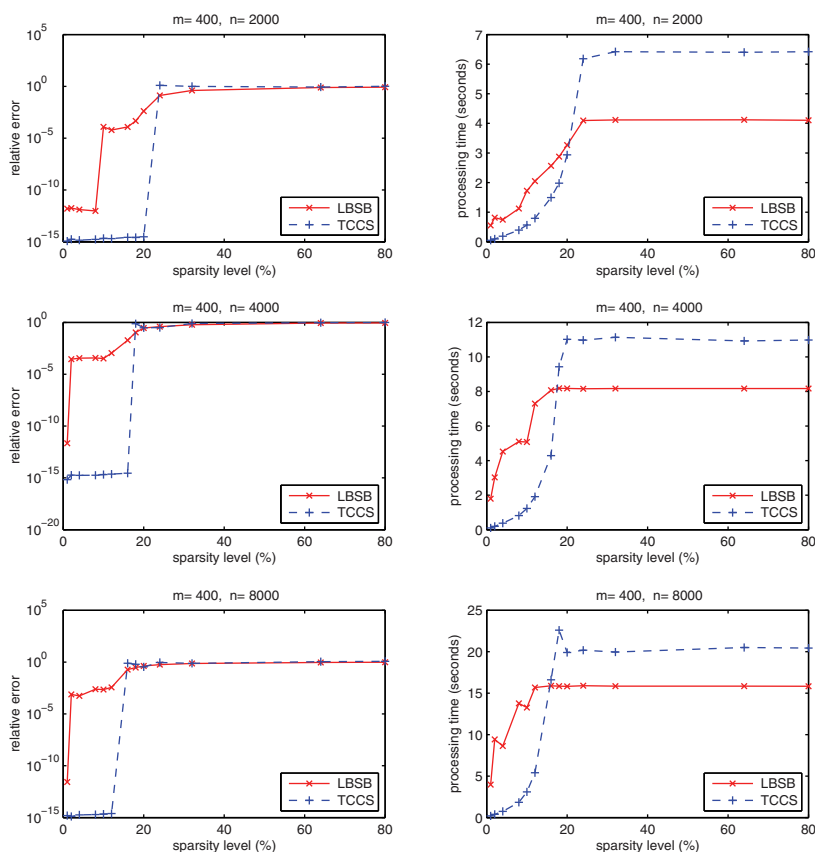 m= 400, n= 2000
relative error
10^5
10^0
10^-5
10^-10
10^-15
0 20 40 60 80
sparsity level (%)
LBSB
TCCS
m= 400, n= 2000
processing time (seconds)
7
6
5
4
3
2
1
0
0 20 40 60 80
sparsity level (%)
LBSB
TCCS
m= 400, n= 4000
relative error
10^0
10^-5
10^-10
10^-15
10^-20
0 20 40 60 80
sparsity level (%)
LBSB
TCCS
m= 400, n= 4000
processing time (seconds)
12
10
8
6
4
2
0
0 20 40 60 80
sparsity level (%)
LBSB
TCCS
m= 400, n= 8000
relative error
10^5
10^0
10^-5
10^-10
10^-15
0 20 40 60 80
sparsity level (%)
LBSB
TCCS
m= 400, n= 8000
processing time (seconds)
25
20
15
10
5
0
0 20 40 60 80
sparsity level (%)
LBSB
TCCS